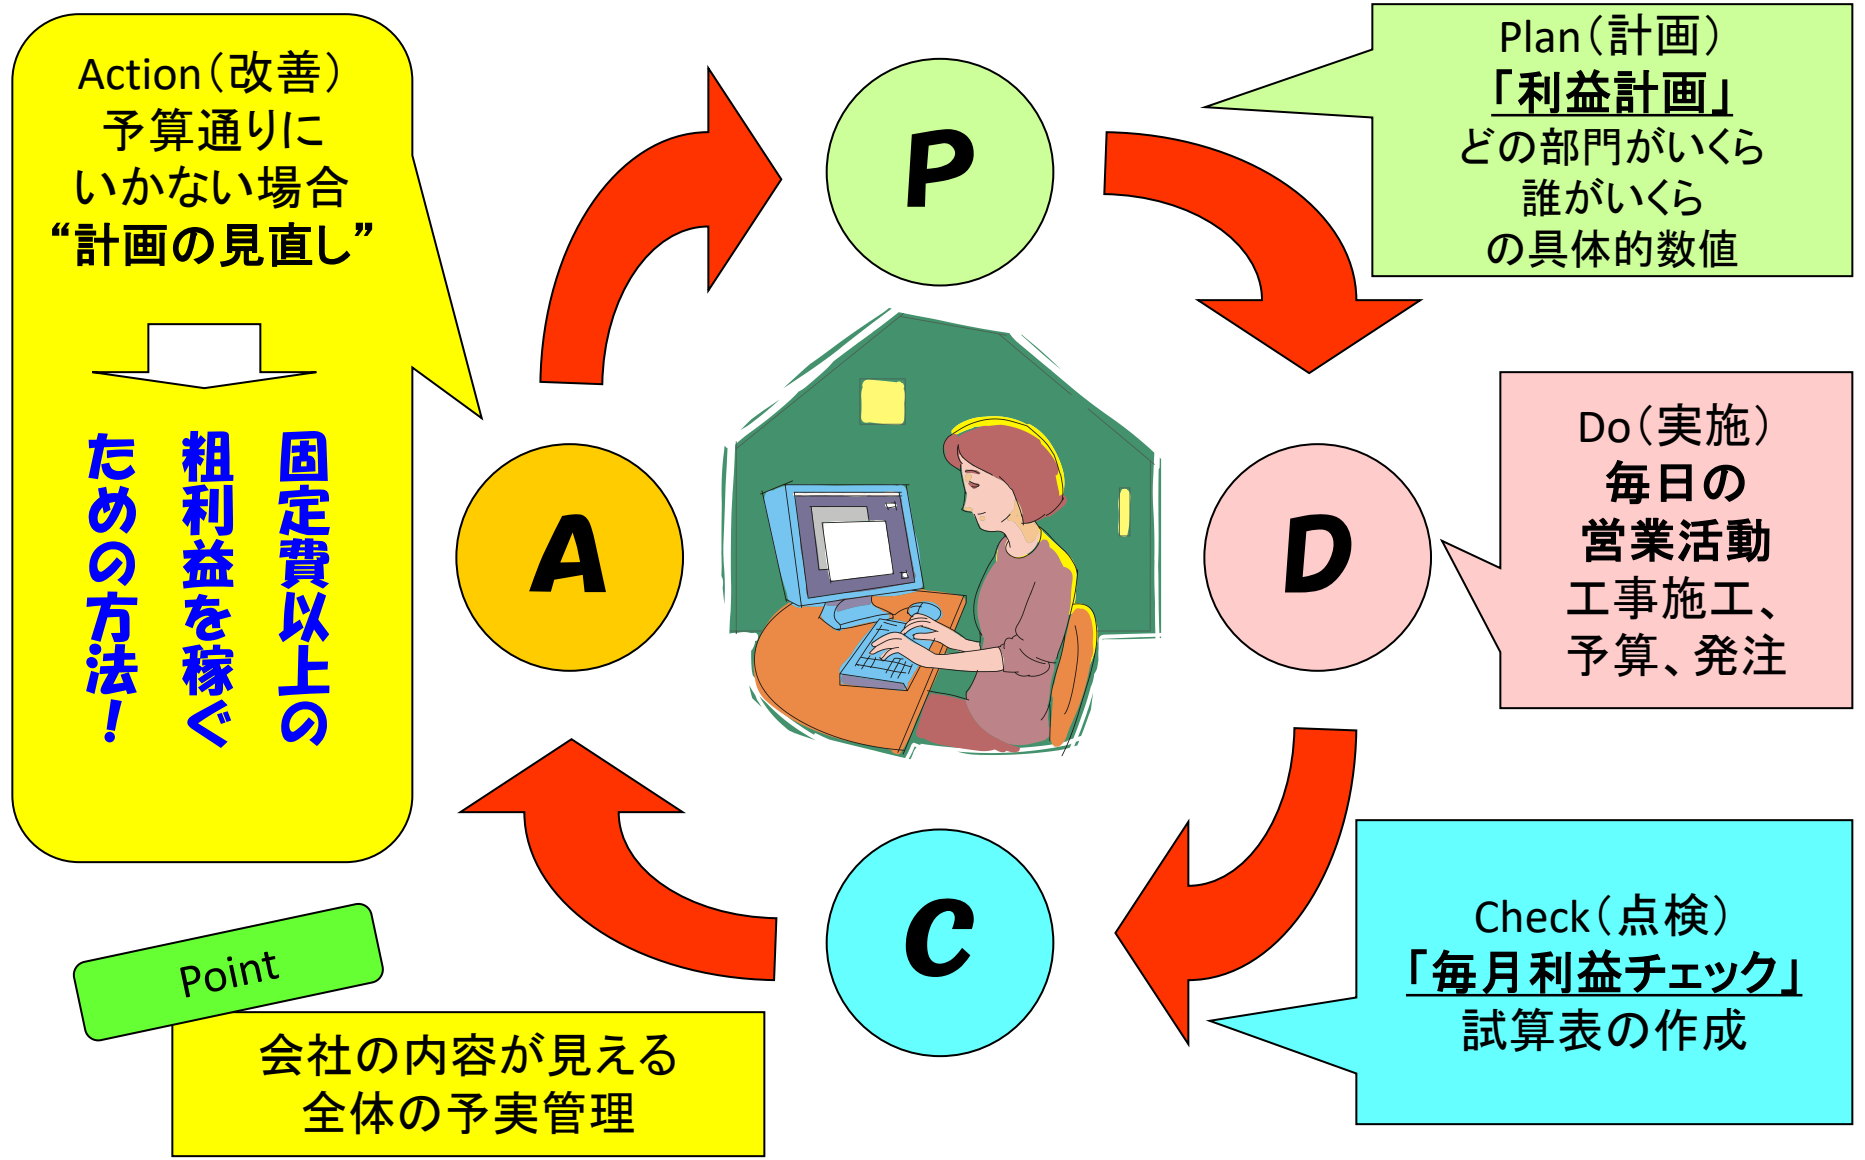 P
Plan（計画）
「利益計画」
どの部門がいくら
誰がいくら
の具体的数値
D
Do（実施）
毎日の
営業活動
工事施工、
予算、発注
C
Check（点検）
「毎月利益チェック」
試算表の作成
A
Action（改善）
予算通りに
いかない場合
“計画の見直し”
固定費以上の
粗利益を稼ぐ
ための方法！
Point
会社の内容が見える
全体の予実管理